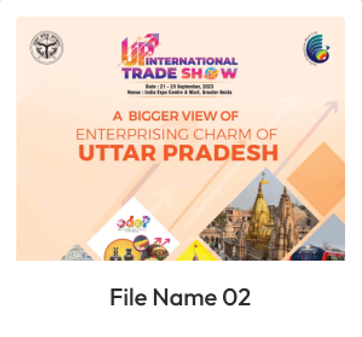 UP INTERNATIONAL
TRADE SHOW
Date : 21 - 25 September, 2023
Venue : India Expo Centre & Mart, Greater Noida
A BIGGER VIEW OF
ENTERPRISING CHARM OF
UTTAR PRADESH
odop
File Name 02